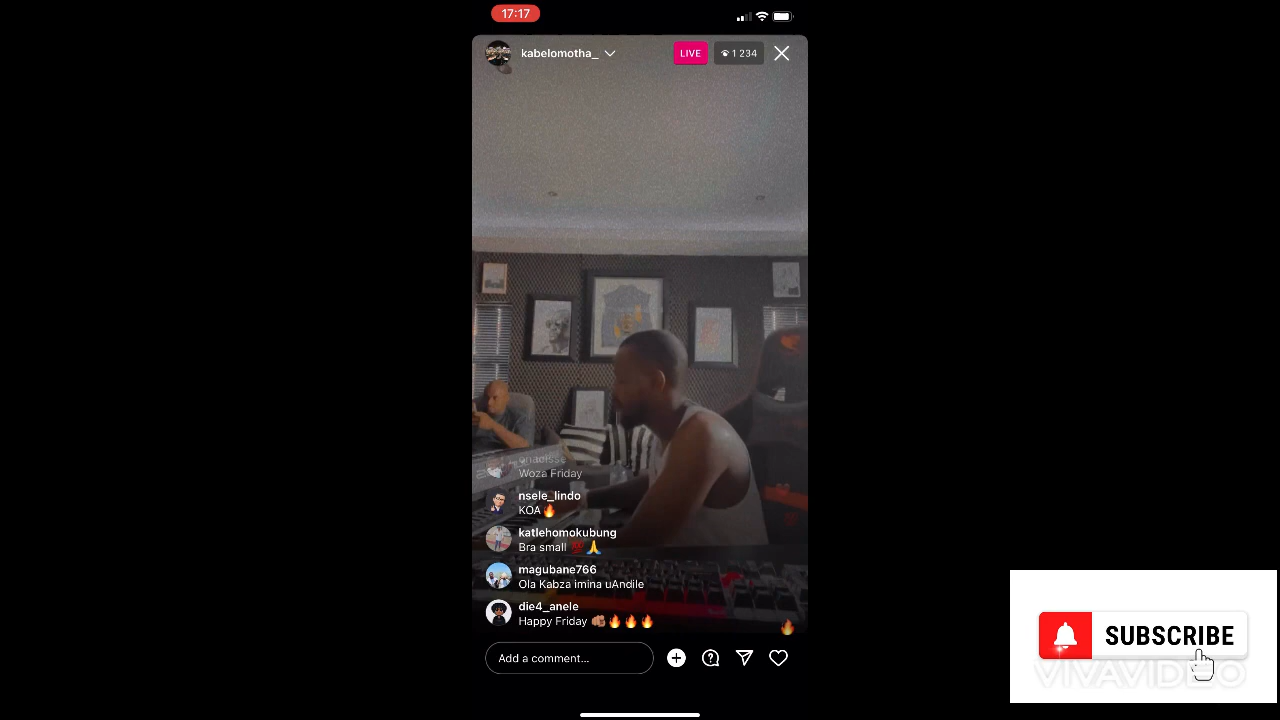 17:17
kabelomotha_
LIVE
1 234
onadisse
Woza Friday
nsele_lindo
KOA🔥
katlehomokubung
Bra small 💯🙏
magubane766
Ola Kabza imina uAndile
die4_anele
Happy Friday 🫵🏽🔥🔥🔥
Add a comment...
SUBSCRIBE
VIVAVIDEO